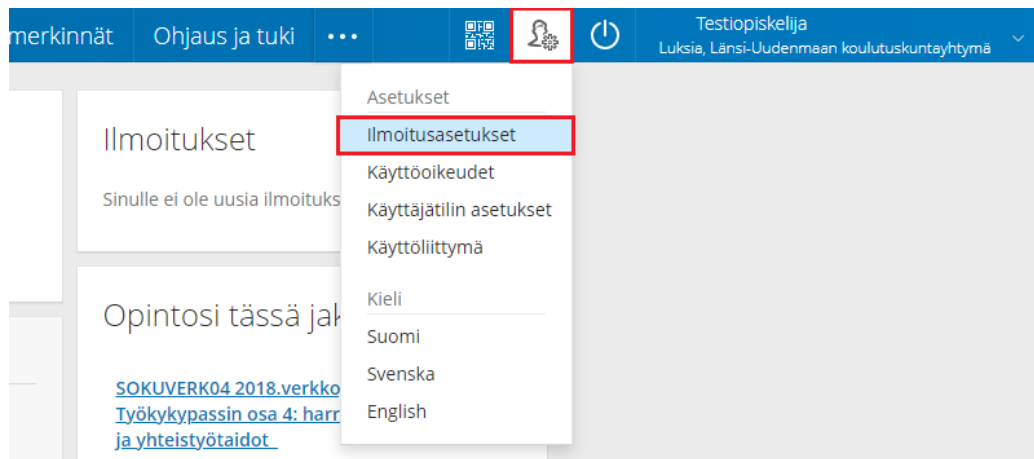 merkinnät Ohjaus ja tuki ...
Testiopiskelija
Luksia, Länsi-Uudenmaan koulutuskuntayhtymä
Asetukset
Ilmoitusasetukset
Käyttöoikeudet
Käyttäjätilin asetukset
Käyttöliittymä
Kieli
Suomi
Svenska
English
Ilmoitukset
Sinulle ei ole uusia ilmoituks
Opintosi tässä jak
SOKUVERK04 2018.verkko
Työkykypassin osa 4: harr
ja yhteistyötaidot